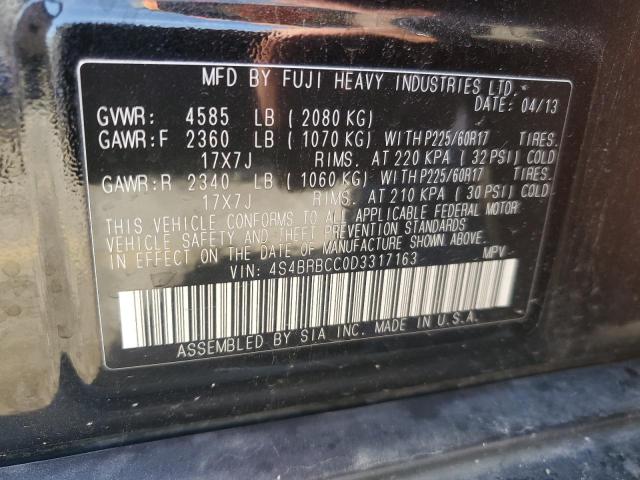 MFD BY FUJI HEAVY INDUSTRIES LTD.
DATE: 04/13
GVWR: 4585 LB (2080 KG)
GAWR:F 2360 LB (1070 KG) WITH P225/60R17 TIRES.
17X7J RIMS. AT 220 KPA (32 PSI) COLD
GAWR:R 2340 LB (1060 KG) WITH P225/60R17 TIRES.
17X7J RIMS. AT 210 KPA (30 PSI) COLD
THIS VEHICLE CONFORMS TO ALL APPLICABLE FEDERAL MOTOR
VEHICLE SAFETY AND THEFT PREVENTION STANDARDS
IN EFFECT ON THE DATE OF MANUFACTURE SHOWN ABOVE.
VIN: 4S4BRBCC0D3317163 MPV
ASSEMBLED BY SIA INC. MADE IN U.S.A.